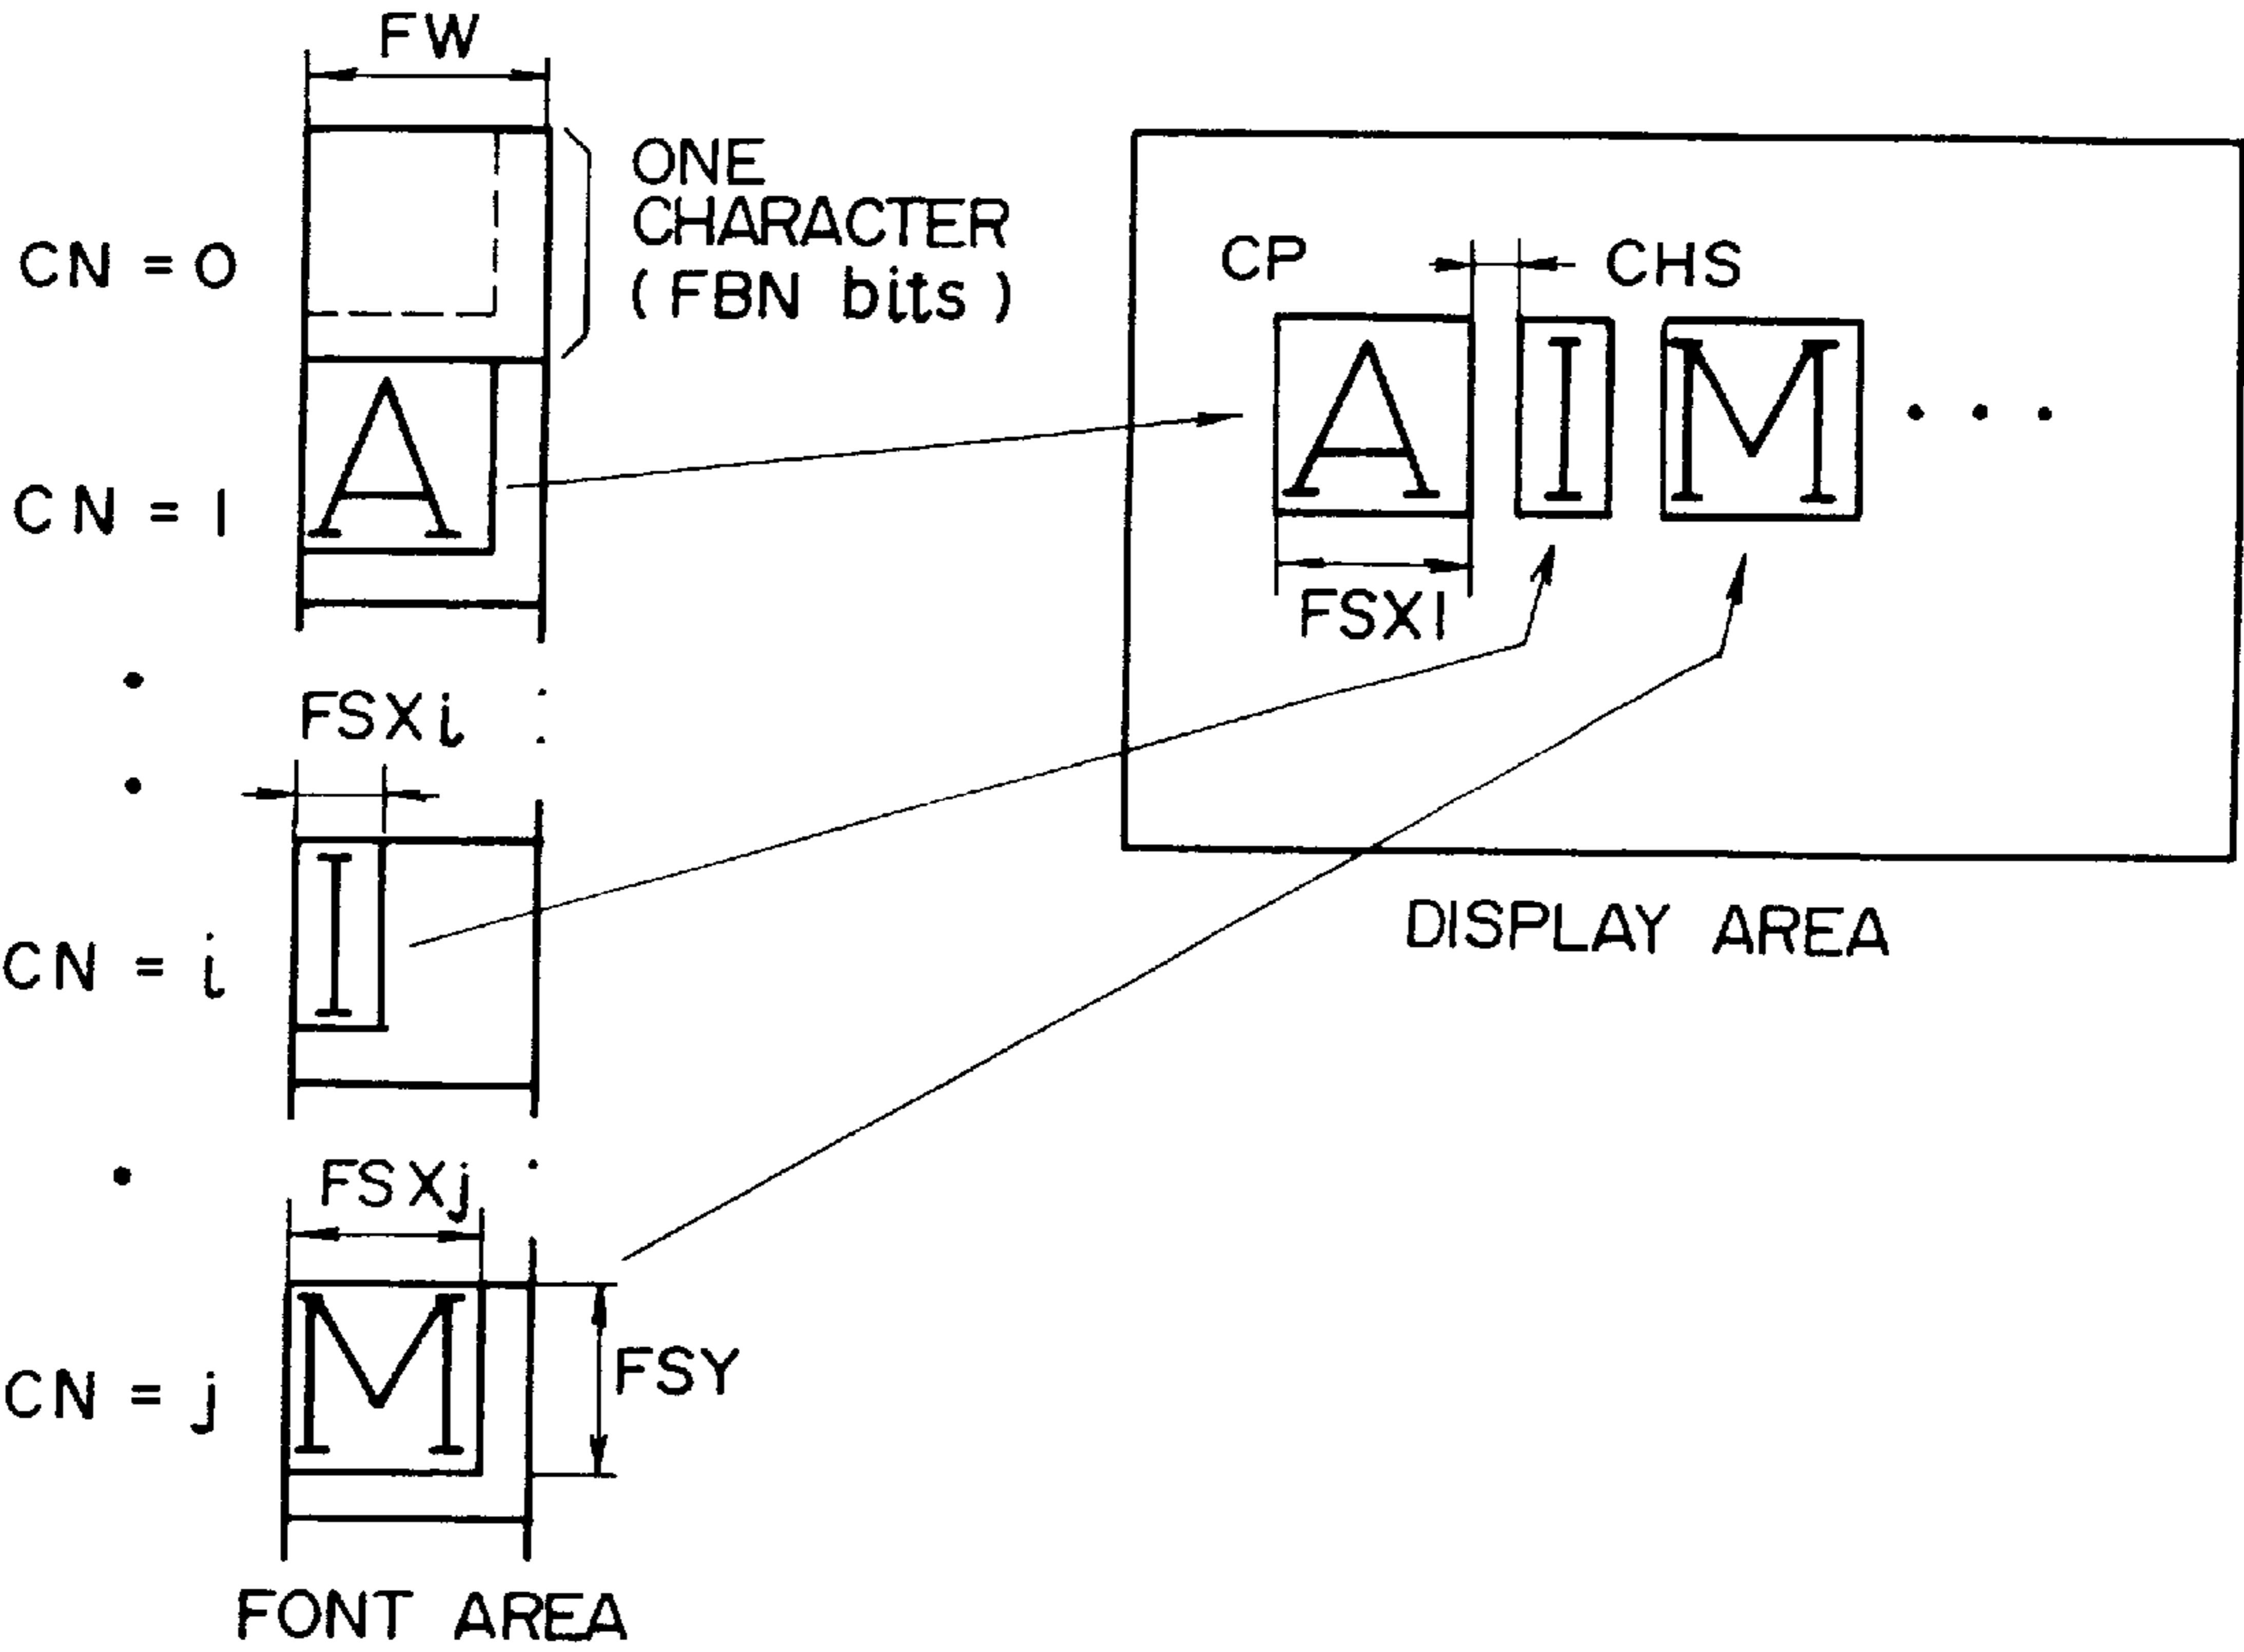 FW
ONE
CHARACTER
(FBN bits)
CN = 0
CN = 1
A
FSXi
CN = i
I
FSXj
CN = j
M
FSY
FONT AREA
CP
CHS
A I M . . .
FSX1
DISPLAY AREA